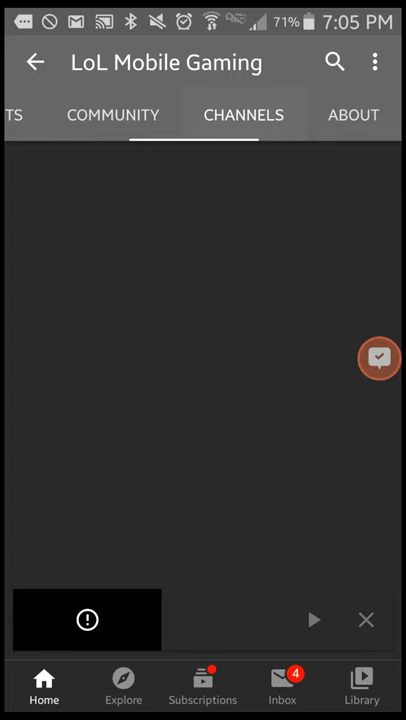 71% 7:05 PM
LoL Mobile Gaming
TS COMMUNITY CHANNELS ABOUT
4
Home Explore Subscriptions Inbox Library